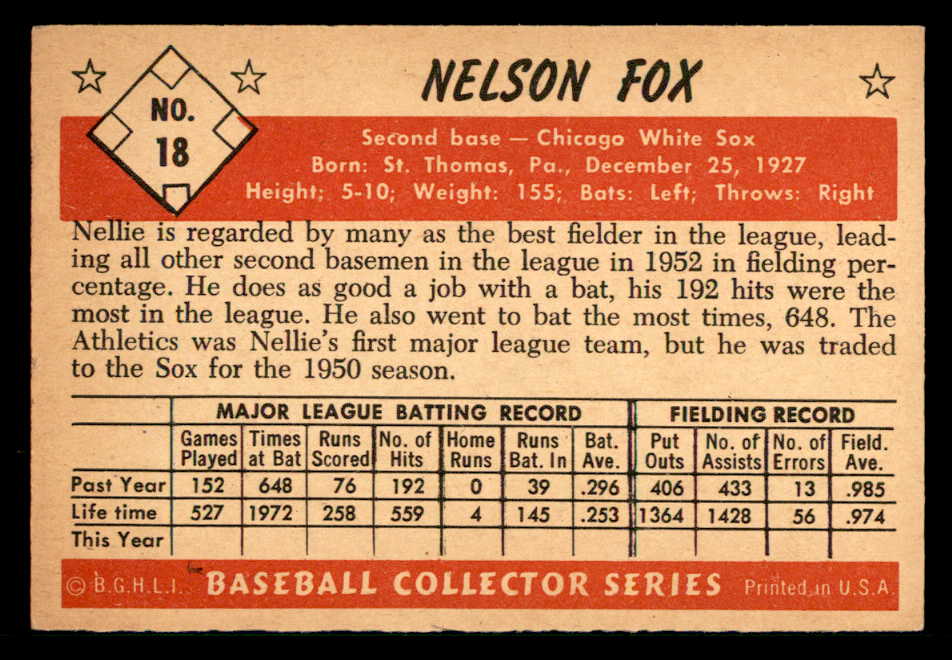 NELSON FOX
NO.
18
Second base — Chicago White Sox
Born: St. Thomas, Pa., December 25, 1927
Height; 5-10; Weight: 155; Bats: Left; Throws: Right
Nellie is regarded by many as the best fielder in the league, lead-
ing all other second basemen in the league in 1952 in fielding per-
centage. He does as good a job with a bat, his 192 hits were the
most in the league. He also went to bat the most times, 648. The
Athletics was Nellie's first major league team, but he was traded
to the Sox for the 1950 season.
MAJOR LEAGUE BATTING RECORD FIELDING RECORD
Games Times Runs No. of Home Runs Bat. Put No. of No. of Field.
Played at Bat Scored Hits Runs Bat. In Ave. Outs Assists Errors Ave.
Past Year 152 648 76 192 0 39 .296 406 433 13 .985
Life time 527 1972 258 559 4 145 .253 1364 1428 56 .974
This Year
© B.G.H.L.I. BASEBALL COLLECTOR SERIES Printed in U.S.A.